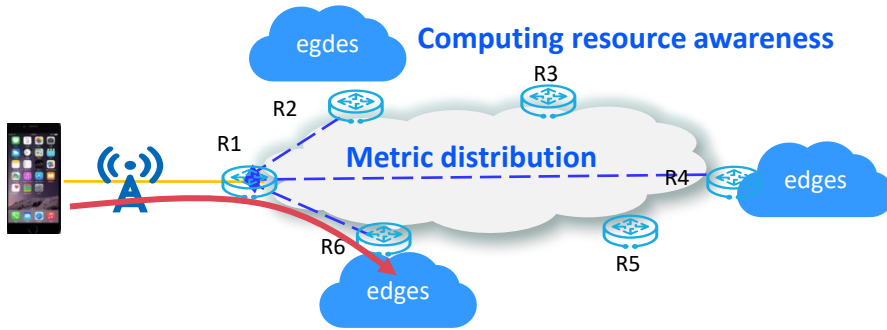 egdes
Computing resource awareness
R3
R2
R1
Metric distribution
R4
edges
R6
R5
edges